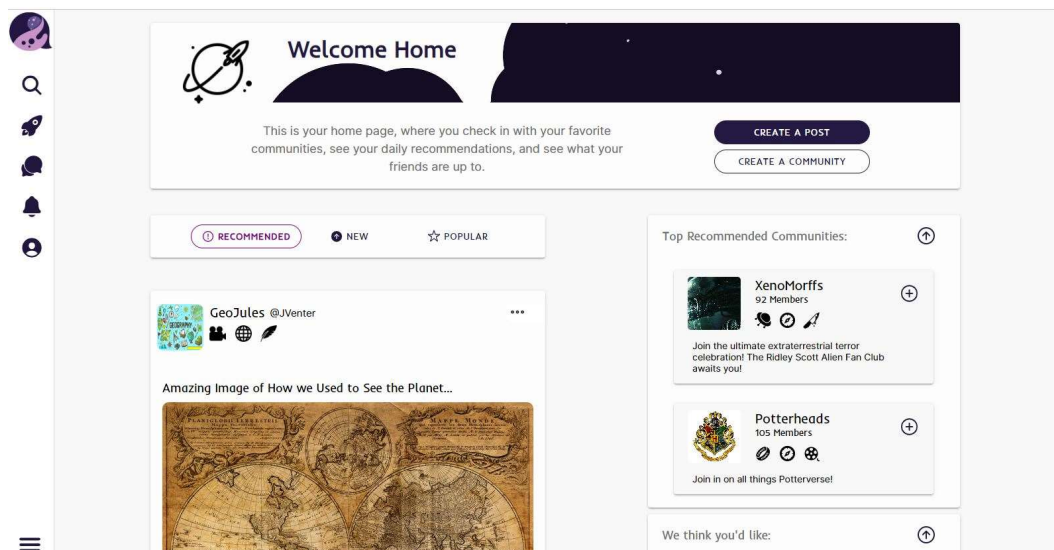 Welcome Home
This is your home page, where you check in with your favorite
communities, see your daily recommendations, and see what your
friends are up to.
CREATE A POST
CREATE A COMMUNITY
RECOMMENDED
NEW
POPULAR
GeoJules @JVenter
GEOGRAPHY
Amazing Image of How we Used to See the Planet...
Top Recommended Communities:
XenoMorffs
92 Members
Join the ultimate extraterrestrial terror
celebration! The Ridley Scott Alien Fan Club
awaits you!
Potterheads
105 Members
Join in on all things Potterverse!
We think you'd like: